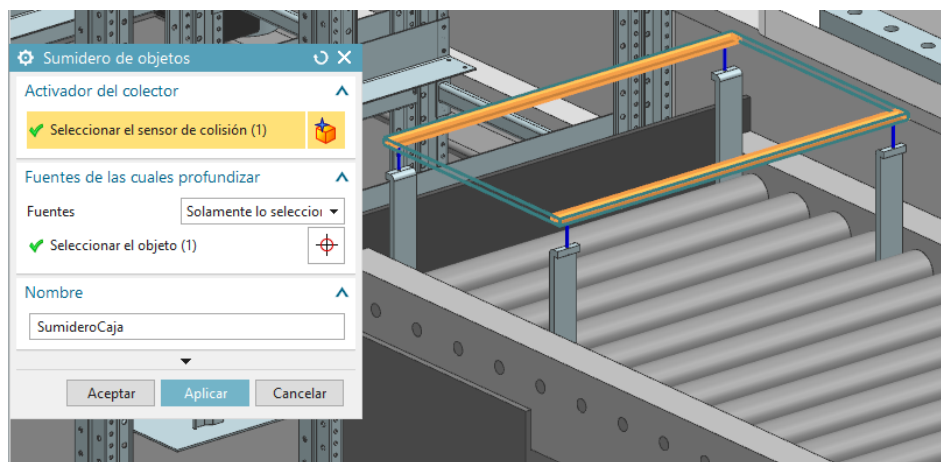 Sumidero de objetos
Activador del colector
Seleccionar el sensor de colisión (1)
Fuentes de las cuales profundizar
Fuentes Solamente lo seleccio
Seleccionar el objeto (1)
Nombre
SumideroCaja
Aceptar Aplicar Cancelar